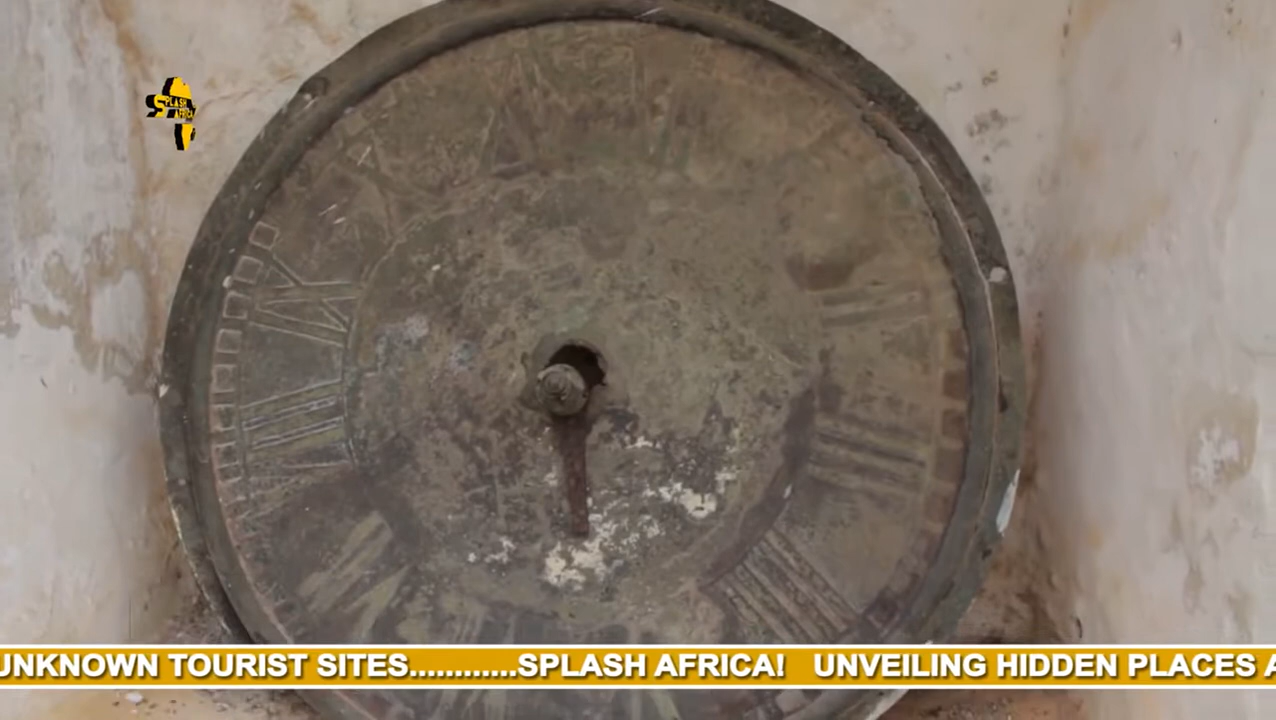 SPLASH
AFRICA
UNKNOWN TOURIST SITES............SPLASH AFRICA! UNVEILING HIDDEN PLACES A